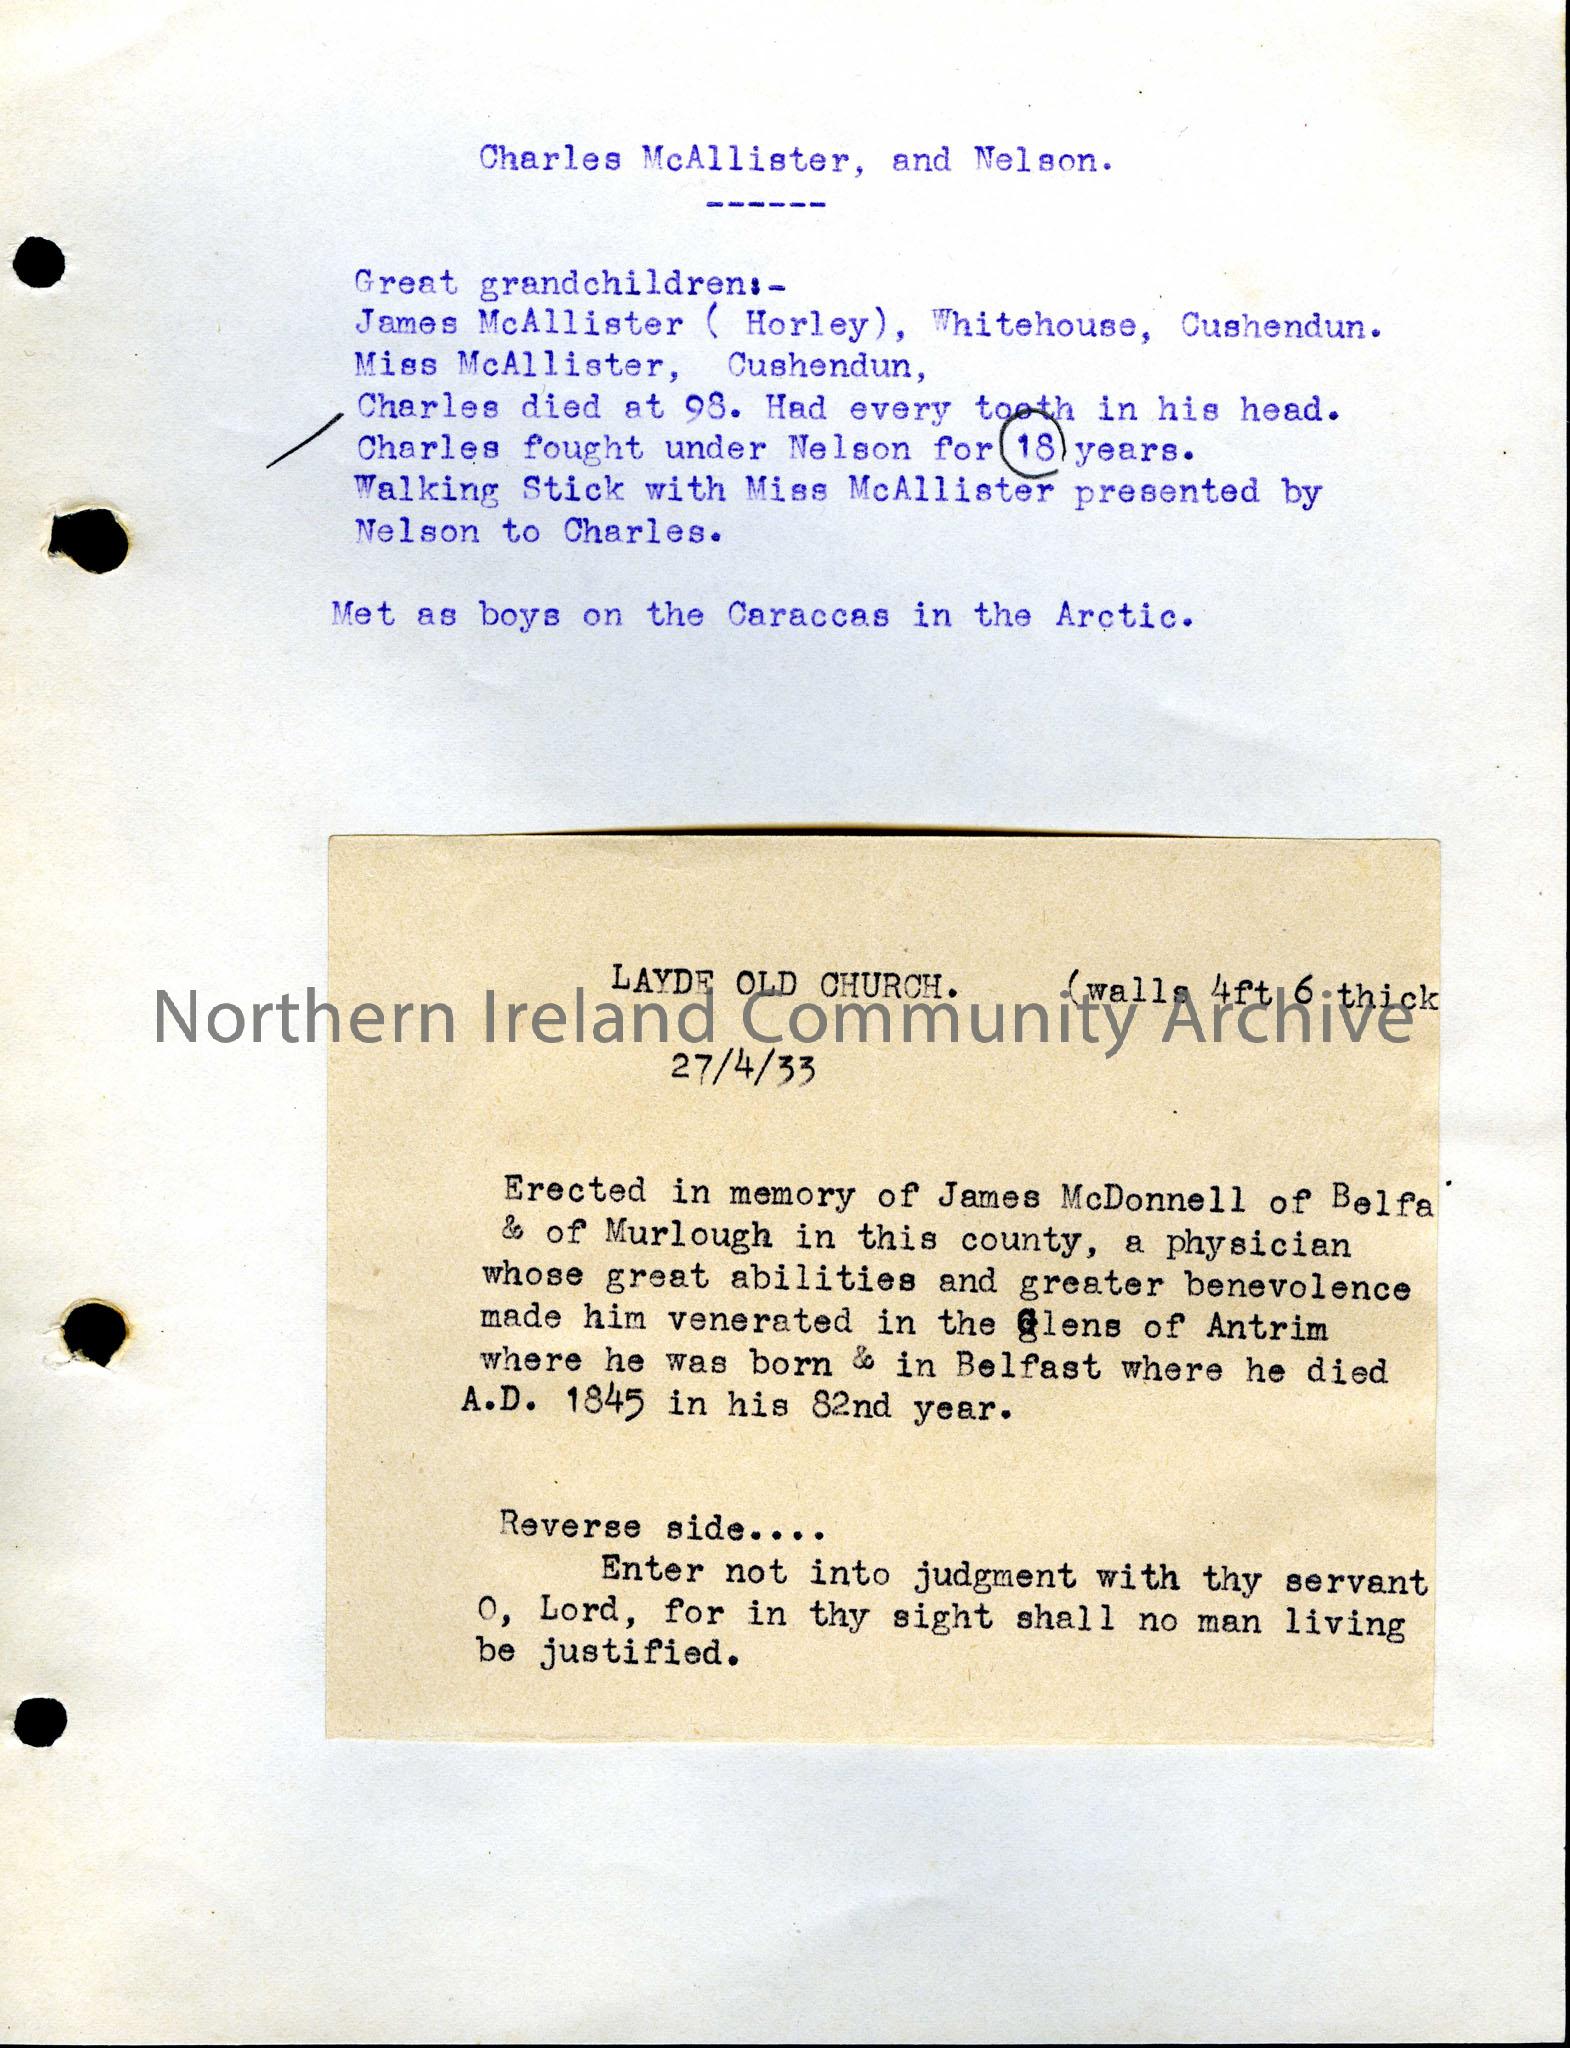 Charles McAllister, and Nelson.
------
Great grandchildren:-
James McAllister ( Horley), Whitehouse, Cushendun.
Miss McAllister, Cushendun,
Charles died at 98. Had every tooth in his head.
Charles fought under Nelson for 18 years.
Walking Stick with Miss McAllister presented by
Nelson to Charles.
Met as boys on the Caraccas in the Arctic.
LAYDE OLD CHURCH. (walls 4ft 6 thick
Northern Ireland Community Archive
27/4/33
Erected in memory of James McDonnell of Belfa
& of Murlough in this county, a physician
whose great abilities and greater benevolence
made him venerated in the Glens of Antrim
where he was born & in Belfast where he died
A.D. 1845 in his 82nd year.
Reverse side....
Enter not into judgment with thy servant
O, Lord, for in thy sight shall no man living
be justified.